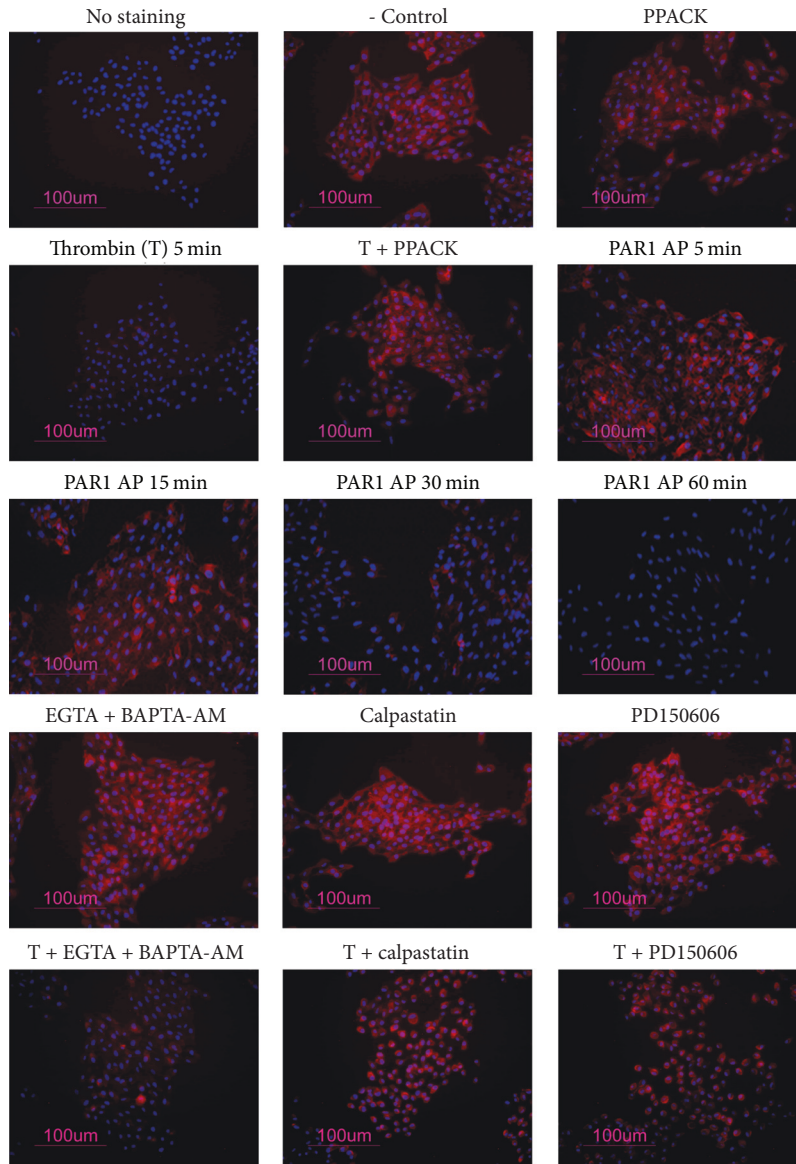 No staining
- Control
PPACK
100um
100um
100um
Thrombin (T) 5 min
T + PPACK
PAR1 AP 5 min
100um
100um
100um
PAR1 AP 15 min
PAR1 AP 30 min
PAR1 AP 60 min
100um
100um
100um
EGTA + BAPTA-AM
Calpastatin
PD150606
100um
100um
100um
T + EGTA + BAPTA-AM
T + calpastatin
T + PD150606
100um
100um
100um